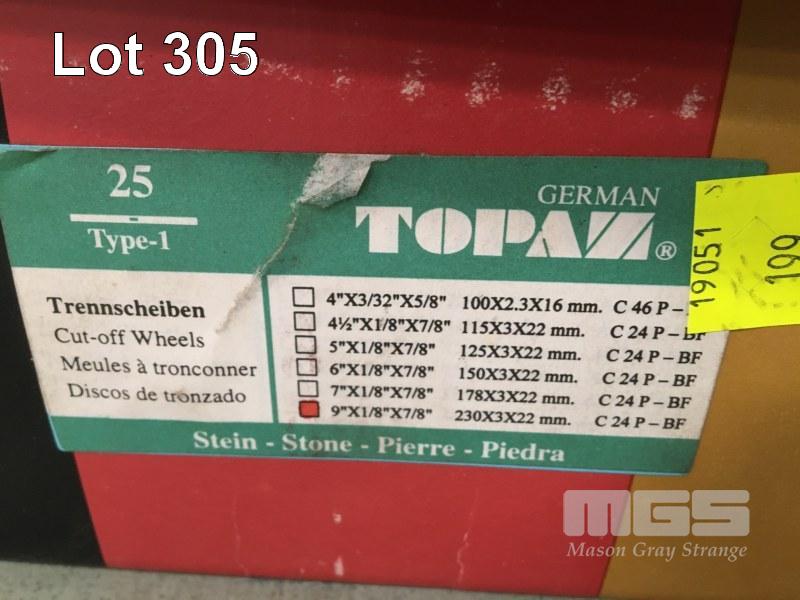 Lot 305
25
Type-1
GERMAN
TOPAZ®
Trennscheiben
Cut-off Wheels
Meules à tronconner
Discos de tronzado
4"X3/32"X5/8" 100X2.3X16 mm. C 46 P –
4½"X1/8"X7/8" 115X3X22 mm. C 24 P – BF
5"X1/8"X7/8" 125X3X22 mm. C 24 P – BF
6"X1/8"X7/8" 150X3X22 mm. C 24 P – BF
7"X1/8"X7/8" 178X3X22 mm. C 24 P – BF
9"X1/8"X7/8" 230X3X22 mm. C 24 P – BF
Stein - Stone - Pierre - Piedra
19051
199
MGS
Mason Gray Strange